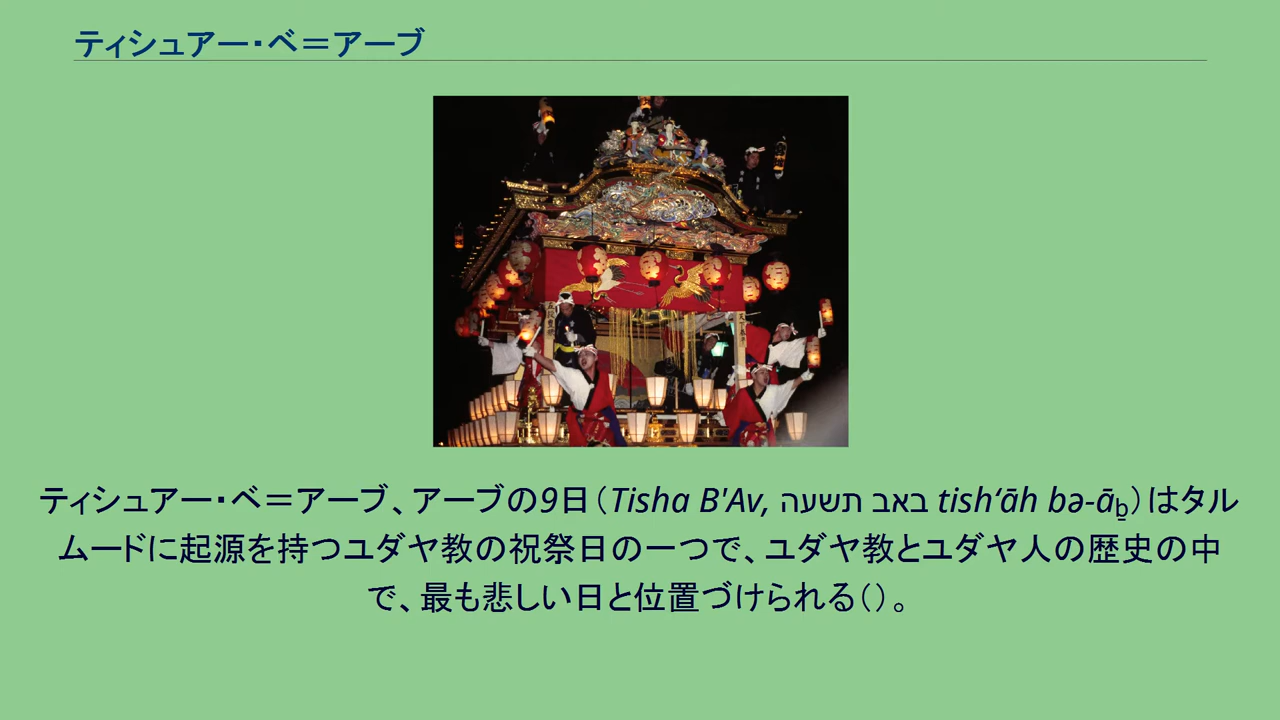 ティシュアー・ベ＝アーブ
ティシュアー・ベ＝アーブ、アーブの9日（Tisha B'Av, תשעה באב tish‘āh bə-āḇ）はタル
ムードに起源を持つユダヤ教の祝祭日の一つで、ユダヤ教とユダヤ人の歴史の中
で、最も悲しい日と位置づけられる（）。